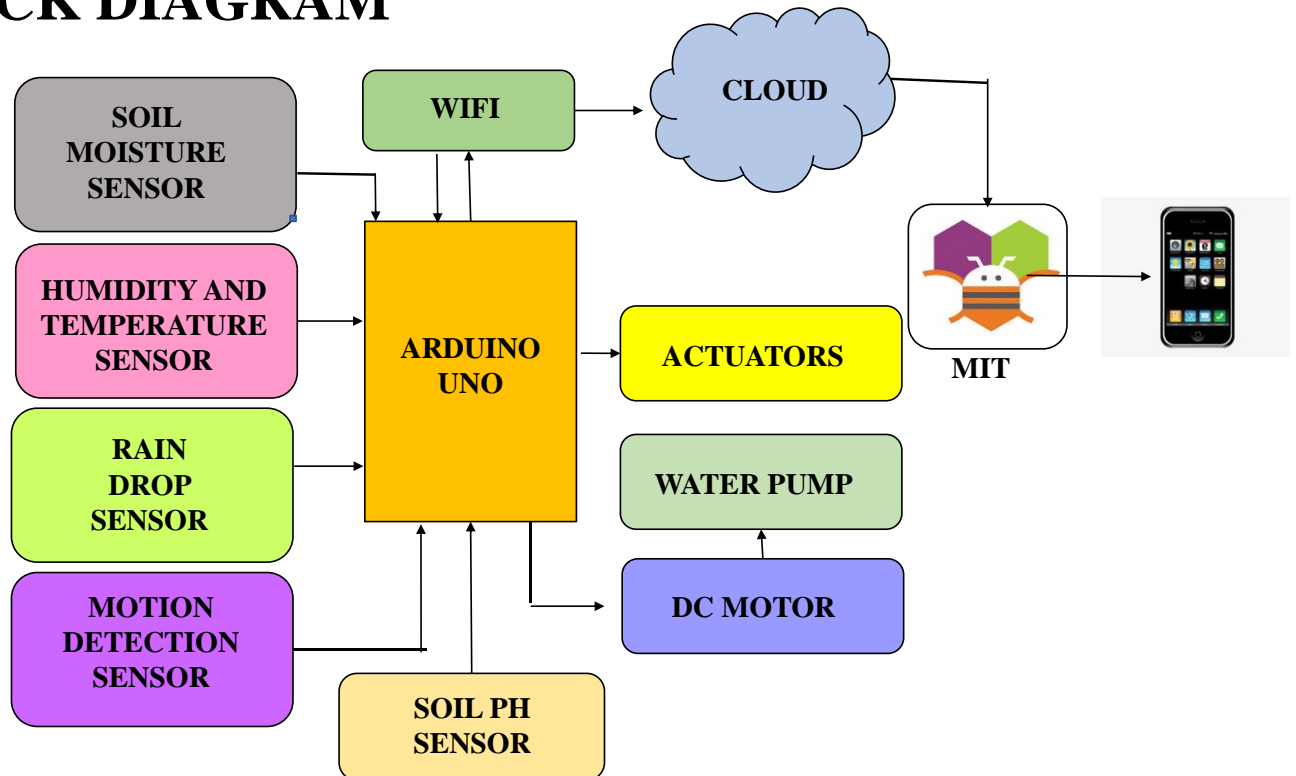 CK DIAGRAM
SOIL
MOISTURE
SENSOR
WIFI
CLOUD
HUMIDITY AND
TEMPERATURE
SENSOR
ARDUINO
UNO
ACTUATORS
MIT
RAIN
DROP
SENSOR
WATER PUMP
MOTION
DETECTION
SENSOR
DC MOTOR
SOIL PH
SENSOR